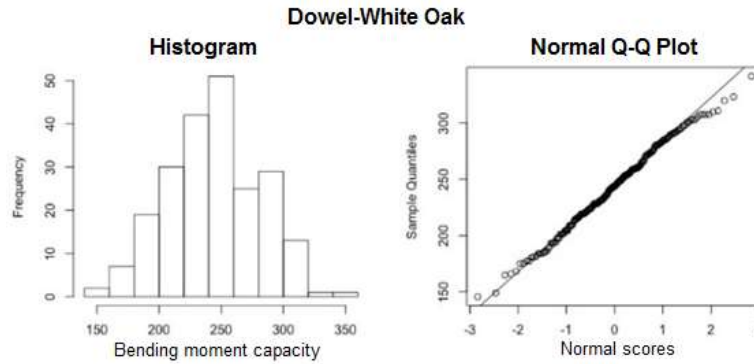 Dowel-White Oak
Histogram
Frequency
50
40
30
20
10
0
150 200 250 300 350
Bending moment capacity
Normal Q-Q Plot
Sample Quantiles
300
250
200
150
-3 -2 -1 0 1 2
Normal scores